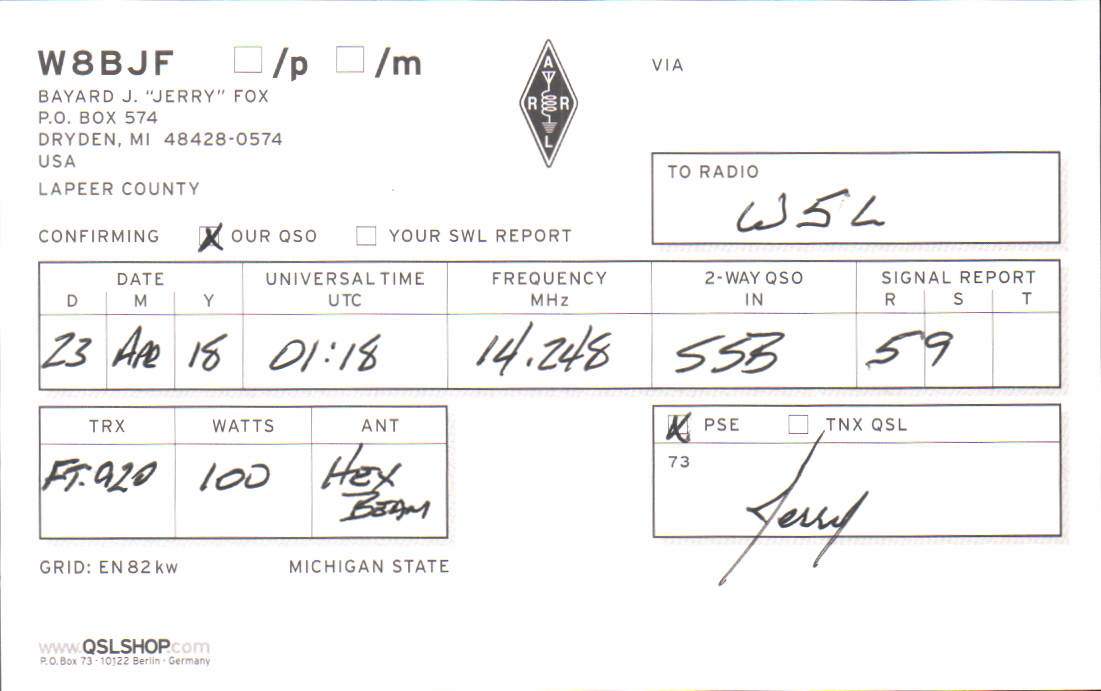 W8BJF /p /m
BAYARD J. "JERRY" FOX
P.O. BOX 574
DRYDEN, MI 48428-0574
USA
LAPEER COUNTY
A
R R
L
VIA
TO RADIO
W5L
CONFIRMING X OUR QSO YOUR SWL REPORT
DATE UNIVERSAL TIME FREQUENCY 2-WAY QSO SIGNAL REPORT
D M Y UTC MHz IN R S T
23 APR 18 01:18 14.248 SSB 5 9
TRX WATTS ANT
FT-920 100 HEX
BEAM
X PSE TNX QSL
73
Jerry
GRID: EN82kw MICHIGAN STATE
www.QSLSHOP.com
P.O.Box 73 · 10122 Berlin · Germany